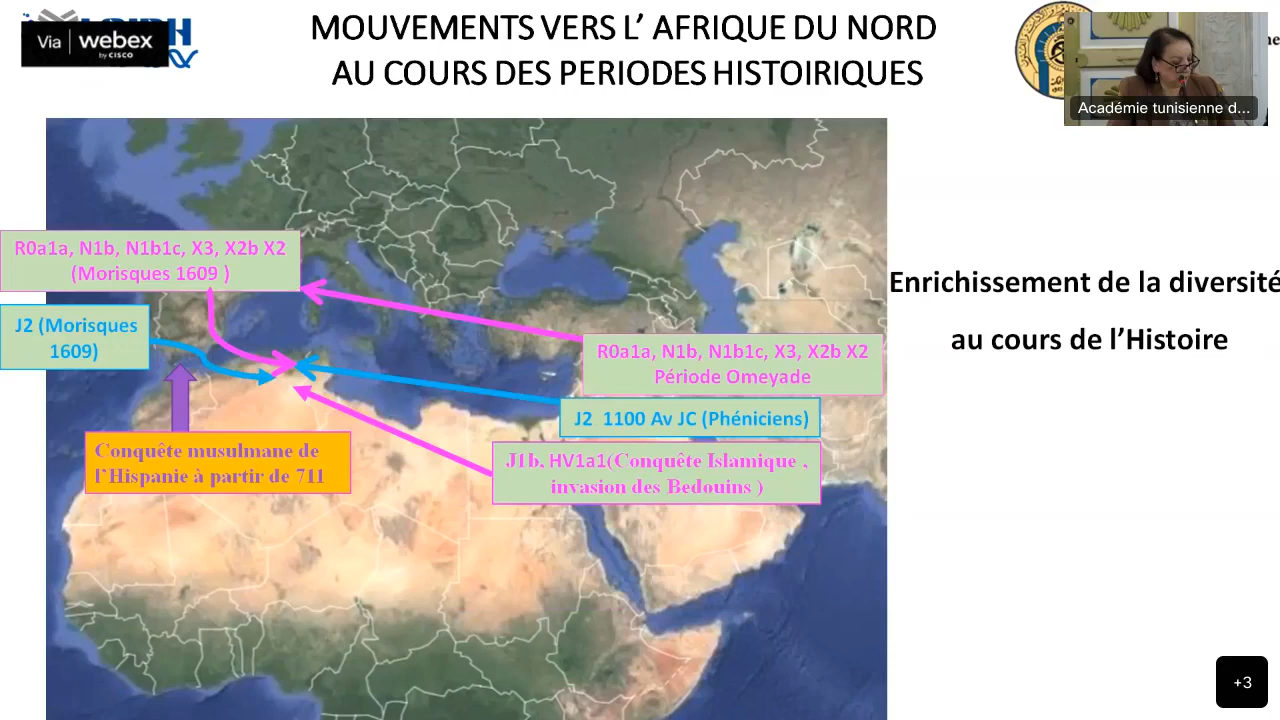 Via webex
by CISCO
MOUVEMENTS VERS L’ AFRIQUE DU NORD
AU COURS DES PERIODES HISTOIRIQUES
Académie tunisienne d...
R0a1a, N1b, N1b1c, X3, X2b X2
(Morisques 1609 )
J2 (Morisques
1609)
Enrichissement de la diversité
au cours de l’Histoire
R0a1a, N1b, N1b1c, X3, X2b X2
Période Omeyade
J2 1100 Av JC (Phéniciens)
Conquête musulmane de
l’Hispanie à partir de 711
J1b, HV1a1(Conquête Islamique ,
invasion des Bedouins )
+3